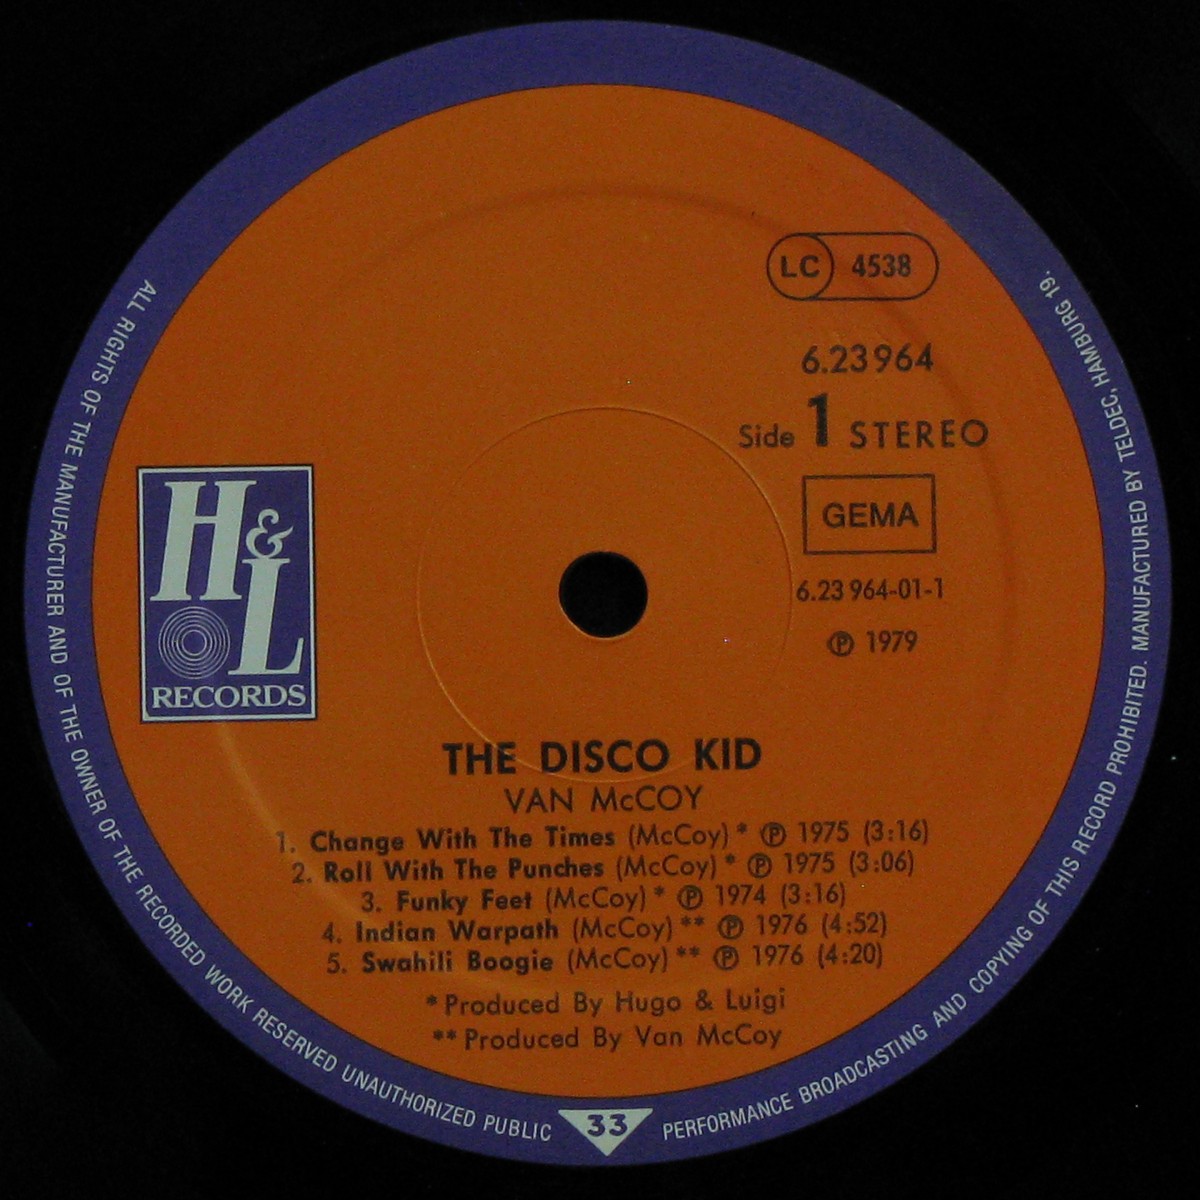 LC 4538
6.23964
Side 1 STEREO
GEMA
6.23 964-01-1
℗ 1979
H&L
RECORDS
THE DISCO KID
VAN McCOY
1. Change With The Times (McCoy) * ℗ 1975 (3:16)
2. Roll With The Punches (McCoy) * ℗ 1975 (3:06)
3. Funky Feet (McCoy) * ℗ 1974 (3:16)
4. Indian Warpath (McCoy) ** ℗ 1976 (4:52)
5. Swahili Boogie (McCoy) ** ℗ 1976 (4:20)
* Produced By Hugo & Luigi
** Produced By Van McCoy
ALL RIGHTS OF THE MANUFACTURER AND OF THE OWNER OF THE RECORDED WORK RESERVED UNAUTHORIZED PUBLIC
33
PERFORMANCE BROADCASTING AND COPYING OF THIS RECORD PROHIBITED. MANUFACTURED BY TELDEC, HAMBURG 19.